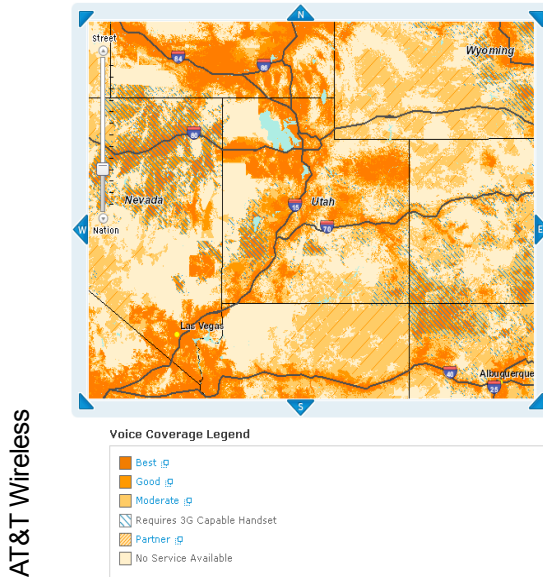 N
Street
84
86
Wyoming
80
Nevada
W
Nation
15
Utah
70
E
Las Vegas
40
Albuquerque
25
S
Voice Coverage Legend
Best
Good
Moderate
Requires 3G Capable Handset
Partner
No Service Available
AT&T Wireless